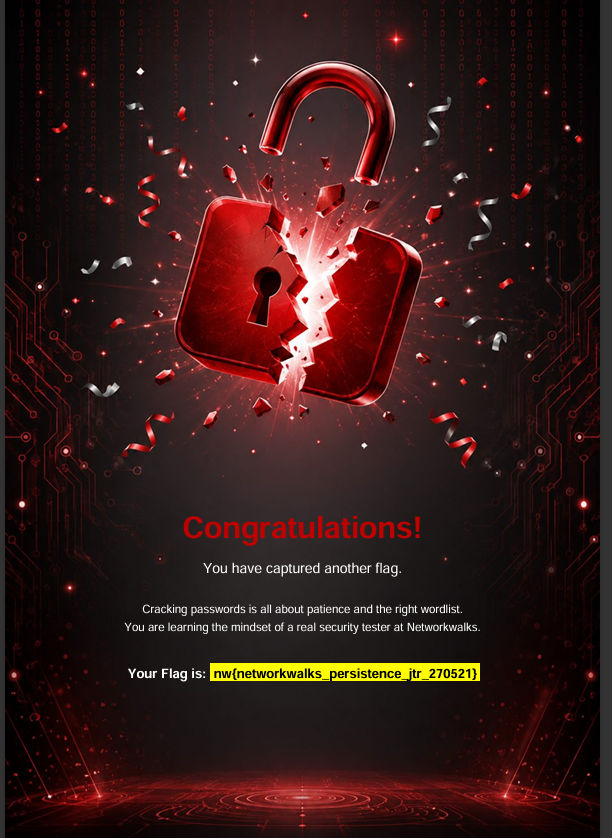 Congratulations!
You have captured another flag.
Cracking passwords is all about patience and the right wordlist.
You are learning the mindset of a real security tester at Networkwalks.
Your Flag is: nw{networkwalks_persistence_jtr_270521}